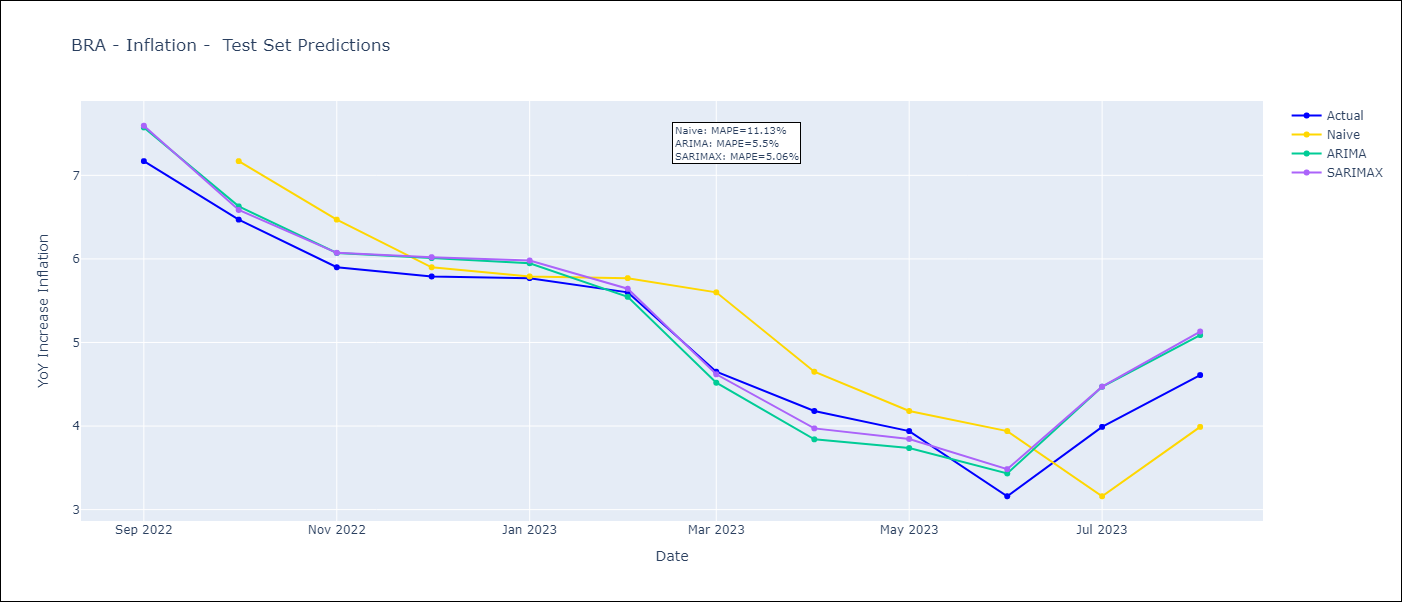 BRA - Inflation -  Test Set Predictions
Naive: MAPE=11.13%
ARIMA: MAPE=5.5%
SARIMAX: MAPE=5.06%
Actual
Naive
ARIMA
SARIMAX
YoY Increase Inflation
7
6
5
4
3
Sep 2022
Nov 2022
Jan 2023
Mar 2023
May 2023
Jul 2023
Date